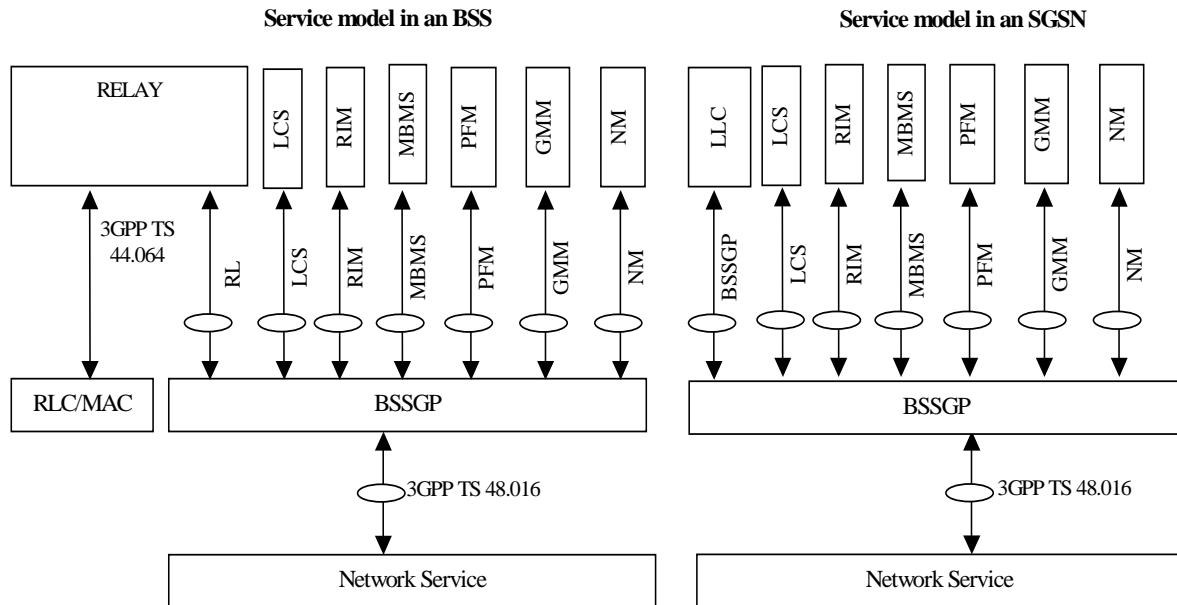 Service model in an BSS
Service model in an SGSN
RELAY
LCS
RIM
MBMS
PFM
GMM
NM
LLC
LCS
RIM
MBMS
PFM
GMM
NM
3GPP TS
44.064
RL
LCS
RIM
MBMS
PFM
GMM
NM
BSSGP
LCS
RIM
MBMS
PFM
GMM
NM
RLC/MAC
BSSGP
BSSGP
3GPP TS 48.016
3GPP TS 48.016
Network Service
Network Service